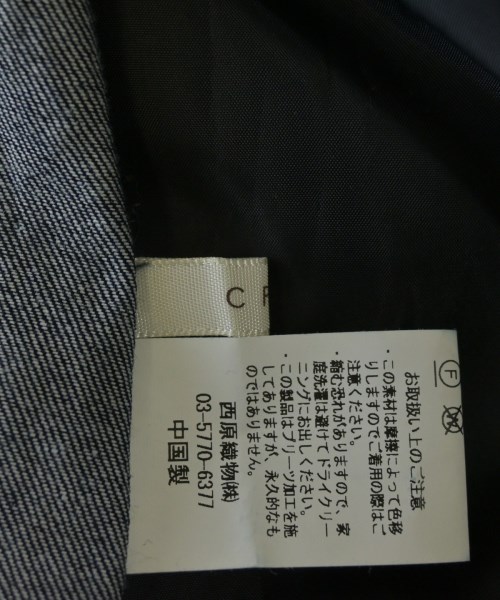 C
F
お取扱い上のご注意
・この素材は摩擦によって色移
りしますのでご着用の際はご
注意ください。
・縮む恐れがありますので、家
庭洗濯は避けてドライクリー
ニングにお出しください。
・この製品はプリーツ加工を施
してありますが、永久的なも
のではありません。
西原織物㈱
03-5770-6377
中国製